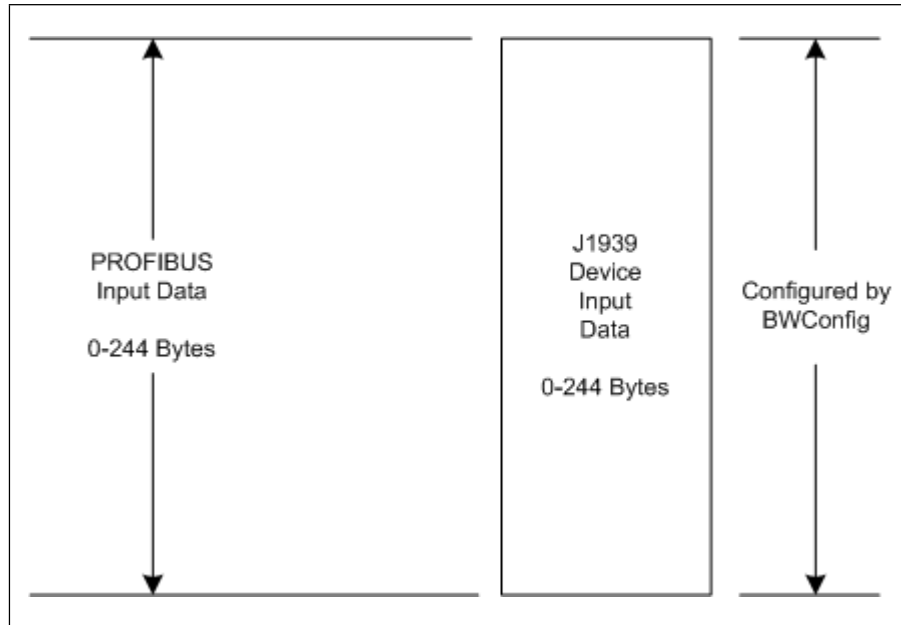 PROFIBUS
Input Data
0-244 Bytes
J1939
Device
Input
Data
0-244 Bytes
Configured by
BWConfig